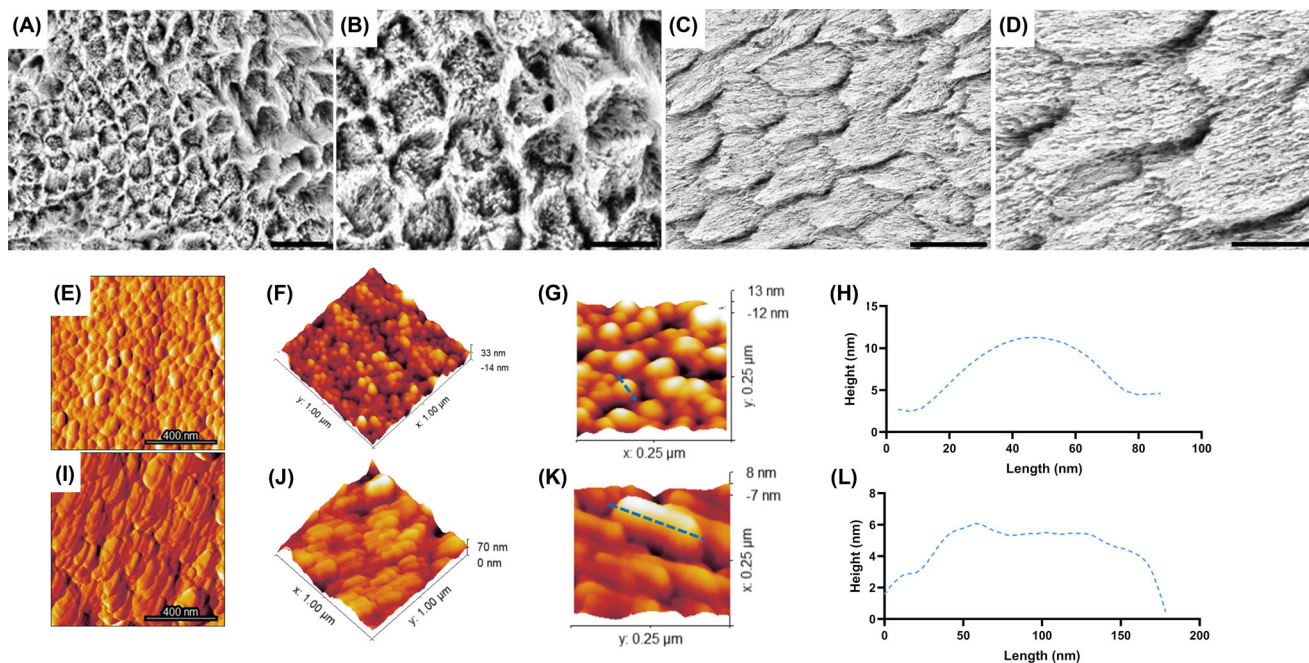 (A)
(B)
(C)
(D)
(E)
400 nm
(F)
33 nm
-14 nm
y: 1.00 µm
x: 1.00 µm
(G)
13 nm
-12 nm
y: 0.25 µm
x: 0.25 µm
(H)
15
10
5
0
Height (nm)
0 20 40 60 80 100
Length (nm)
(I)
400 nm
(J)
70 nm
0 nm
x: 1.00 µm
y: 1.00 µm
(K)
8 nm
-7 nm
x: 0.25 µm
y: 0.25 µm
(L)
8
6
4
2
0
Height (nm)
0 50 100 150 200
Length (nm)